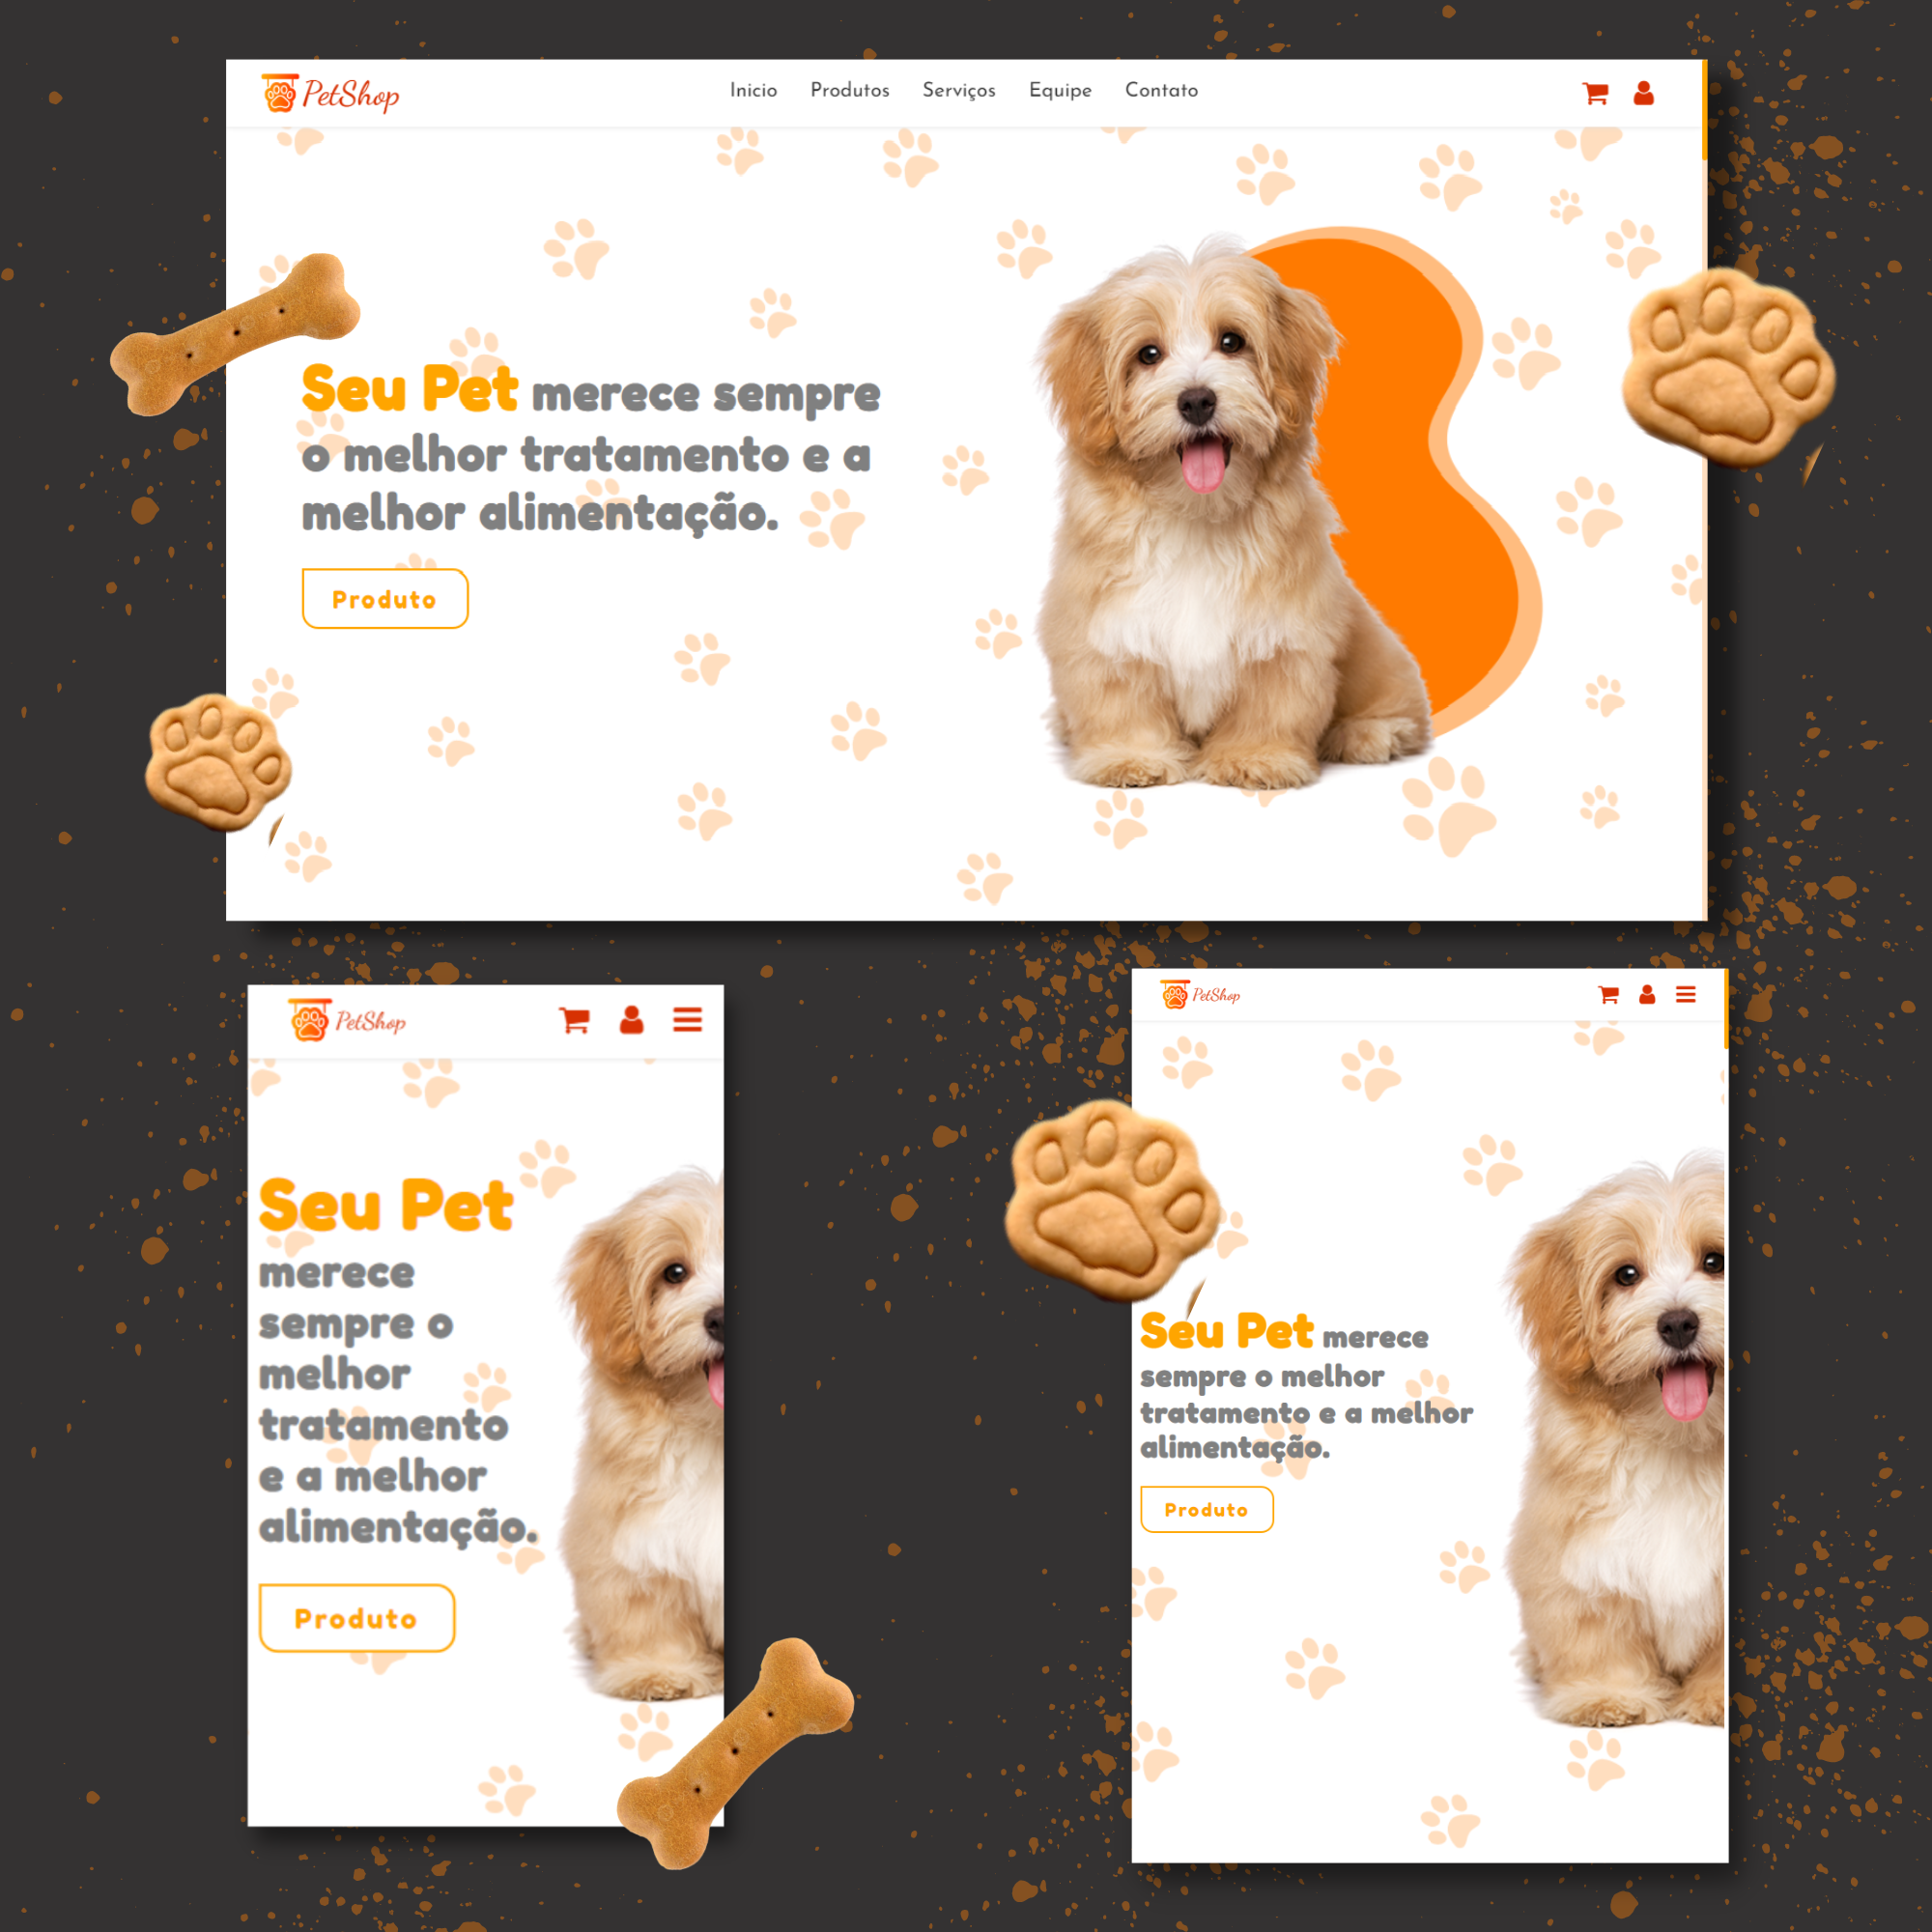 PetShop
Inicio Produtos Serviços Equipe Contato
Seu Pet merece sempre
o melhor tratamento e a
melhor alimentação.
Produto
PetShop
Seu Pet
merece
sempre o
melhor
tratamento
e a melhor
alimentação.
Produto
PetShop
Seu Pet merece
sempre o melhor
tratamento e a melhor
alimentação.
Produto